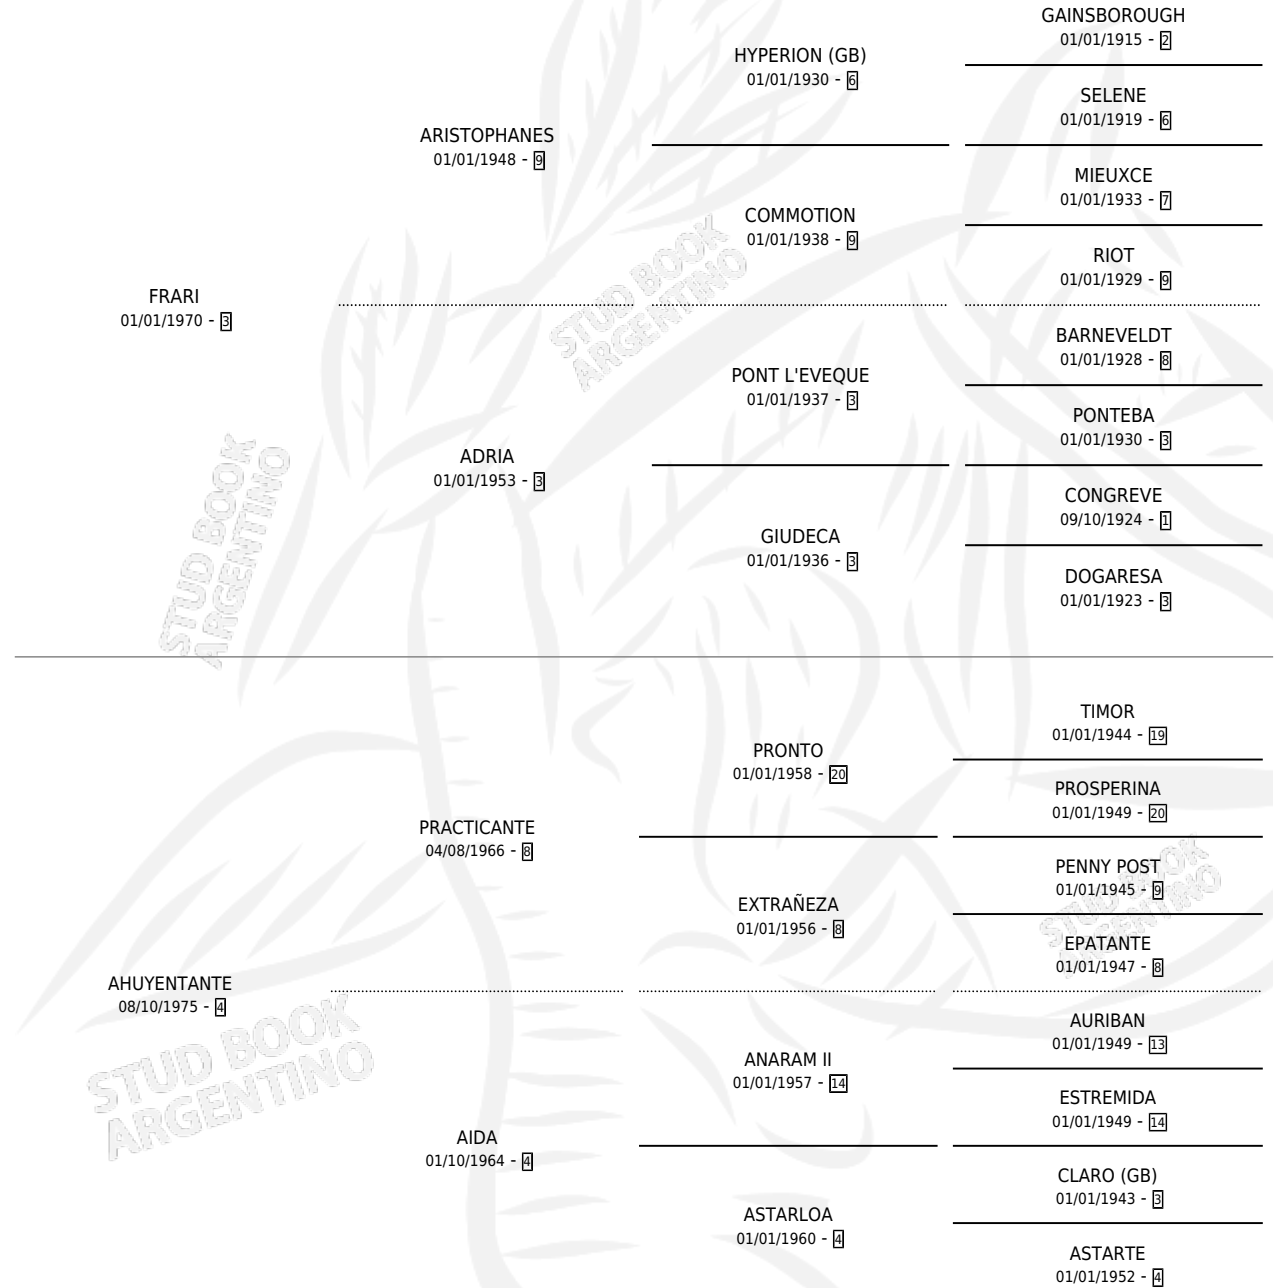 GAINSBOROUGH
01/01/1915 - 2
HYPERION (GB)
01/01/1930 - 6
SELENE
01/01/1919 - 6
ARISTOPHANES
01/01/1948 - 9
MIEUXCE
01/01/1933 - 7
COMMOTION
01/01/1938 - 9
RIOT
01/01/1929 - 9
FRARI
01/01/1970 - 3
STUD BOOK
ARGENTINO
BARNEVELDT
01/01/1928 - 8
PONT L'EVEQUE
01/01/1937 - 3
PONTEBA
01/01/1930 - 3
ADRIA
01/01/1953 - 3
CONGREVE
09/10/1924 - 1
GIUDECA
01/01/1936 - 3
DOGARESA
01/01/1923 - 3
STUD BOOK
ARGENTINO
TIMOR
01/01/1944 - 19
PRONTO
01/01/1958 - 20
PROSPERINA
01/01/1949 - 20
PRACTICANTE
04/08/1966 - 8
PENNY POST
01/01/1945 - 9
EXTRAÑEZA
01/01/1956 - 8
EPATANTE
01/01/1947 - 8
STUD BOOK
ARGENTINO
AHUYENTANTE
08/10/1975 - 4
AURIBAN
01/01/1949 - 13
ANARAM II
01/01/1957 - 14
ESTREMIDA
01/01/1949 - 14
STUD BOOK
ARGENTINO
AIDA
01/10/1964 - 4
CLARO (GB)
01/01/1943 - 3
ASTARLOA
01/01/1960 - 4
ASTARTE
01/01/1952 - 4